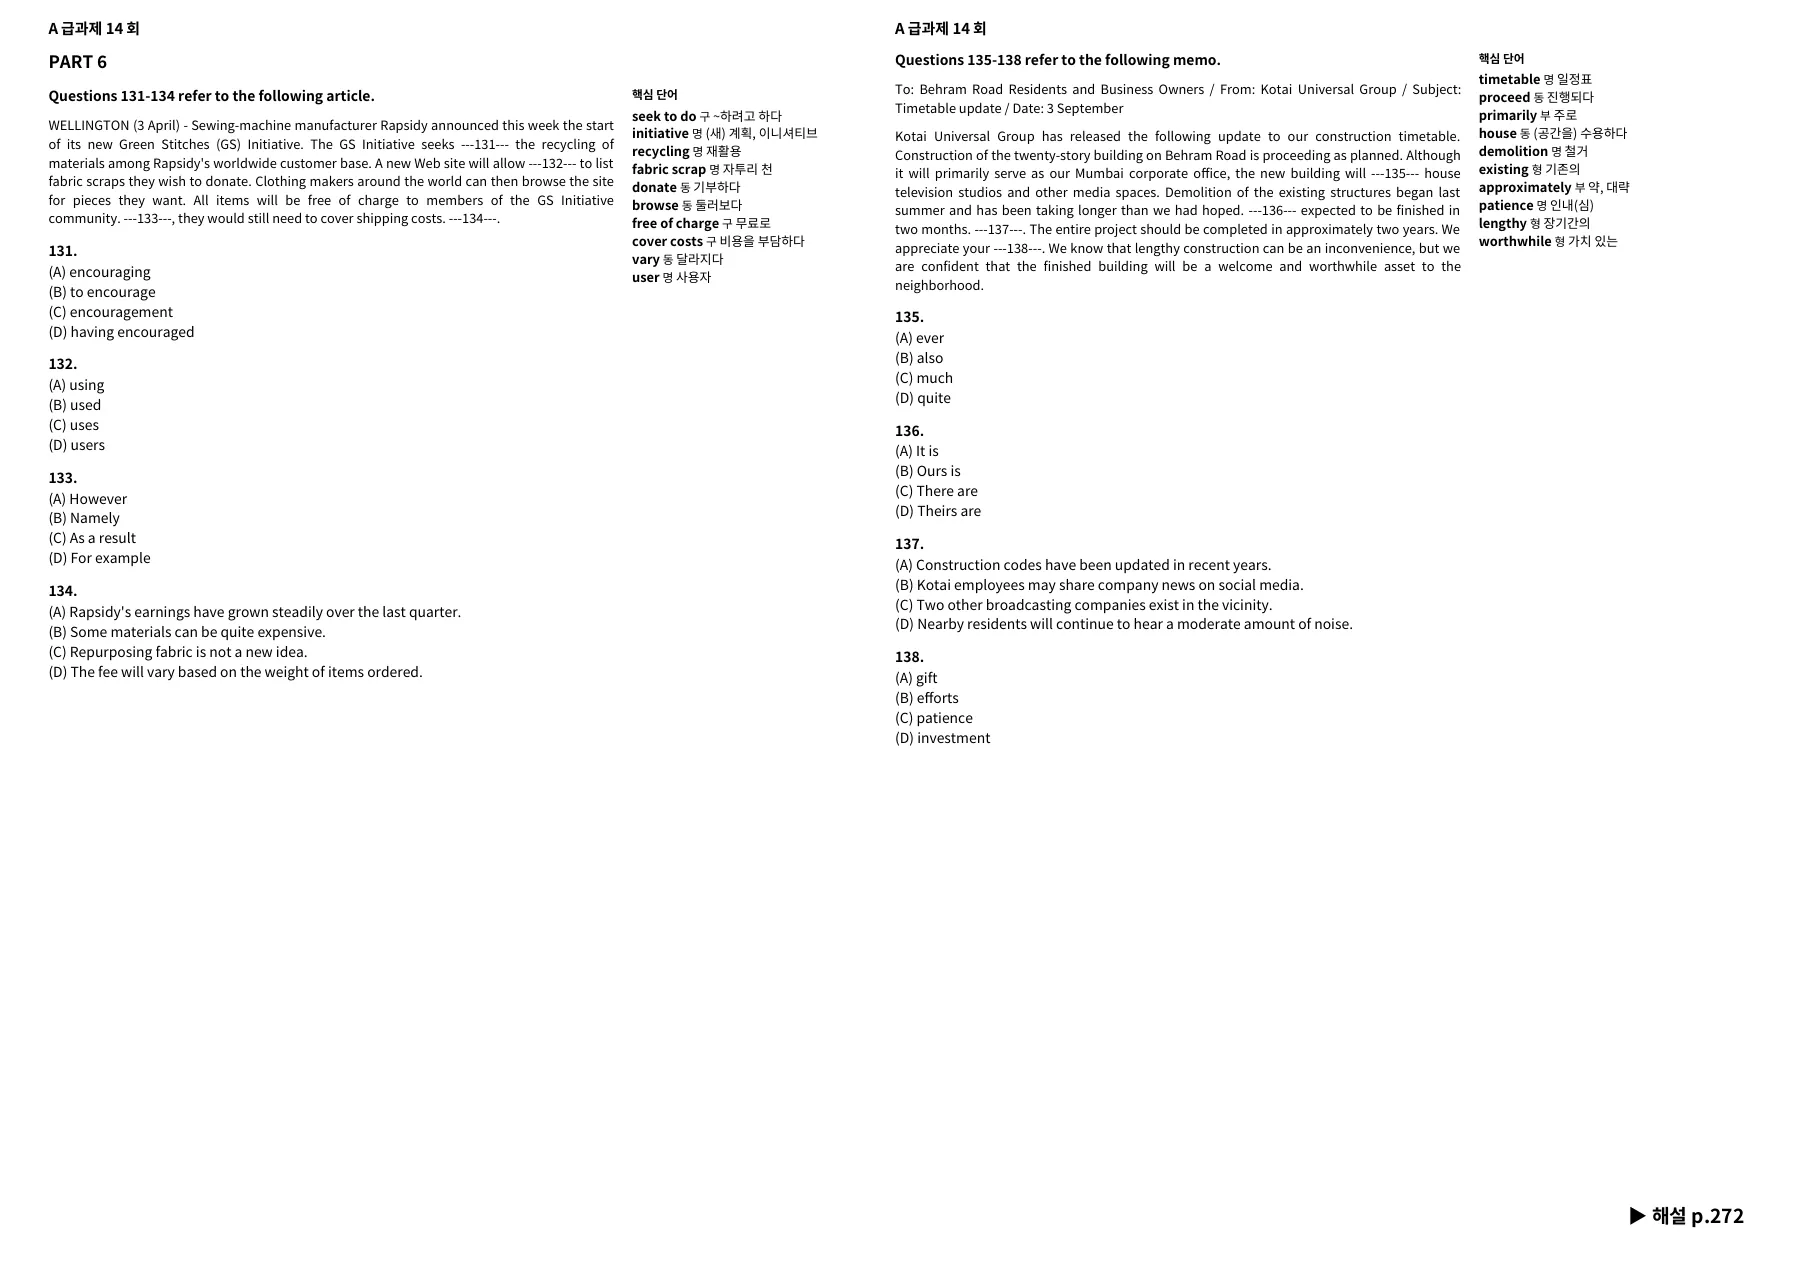 A 급과제 14 회
PART 6
Questions 131-134 refer to the following article.
WELLINGTON (3 April) - Sewing-machine manufacturer Rapsidy announced this week the start
of its new Green Stitches (GS) Initiative. The GS Initiative seeks ---131--- the recycling of
materials among Rapsidy's worldwide customer base. A new Web site will allow ---132--- to list
fabric scraps they wish to donate. Clothing makers around the world can then browse the site
for pieces they want. All items will be free of charge to members of the GS Initiative
community. ---133---, they would still need to cover shipping costs. ---134---.
131.
(A) encouraging
(B) to encourage
(C) encouragement
(D) having encouraged
132.
(A) using
(B) used
(C) uses
(D) users
133.
(A) However
(B) Namely
(C) As a result
(D) For example
134.
(A) Rapsidy's earnings have grown steadily over the last quarter.
(B) Some materials can be quite expensive.
(C) Repurposing fabric is not a new idea.
(D) The fee will vary based on the weight of items ordered.
핵심 단어
seek to do 구 ~하려고 하다
initiative 명 (새) 계획, 이니셔티브
recycling 명 재활용
fabric scrap 명 자투리 천
donate 동 기부하다
browse 동 둘러보다
free of charge 구 무료로
cover costs 구 비용을 부담하다
vary 동 달라지다
user 명 사용자
A 급과제 14 회
Questions 135-138 refer to the following memo.
To: Behram Road Residents and Business Owners / From: Kotai Universal Group / Subject:
Timetable update / Date: 3 September
Kotai Universal Group has released the following update to our construction timetable.
Construction of the twenty-story building on Behram Road is proceeding as planned. Although
it will primarily serve as our Mumbai corporate office, the new building will ---135--- house
television studios and other media spaces. Demolition of the existing structures began last
summer and has been taking longer than we had hoped. ---136--- expected to be finished in
two months. ---137---. The entire project should be completed in approximately two years. We
appreciate your ---138---. We know that lengthy construction can be an inconvenience, but we
are confident that the finished building will be a welcome and worthwhile asset to the
neighborhood.
135.
(A) ever
(B) also
(C) much
(D) quite
136.
(A) It is
(B) Ours is
(C) There are
(D) Theirs are
137.
(A) Construction codes have been updated in recent years.
(B) Kotai employees may share company news on social media.
(C) Two other broadcasting companies exist in the vicinity.
(D) Nearby residents will continue to hear a moderate amount of noise.
138.
(A) gift
(B) efforts
(C) patience
(D) investment
핵심 단어
timetable 명 일정표
proceed 동 진행되다
primarily 부 주로
house 동 (공간을) 수용하다
demolition 명 철거
existing 형 기존의
approximately 부 약, 대략
patience 명 인내(심)
lengthy 형 장기간의
worthwhile 형 가치 있는
▶ 해설 p.272